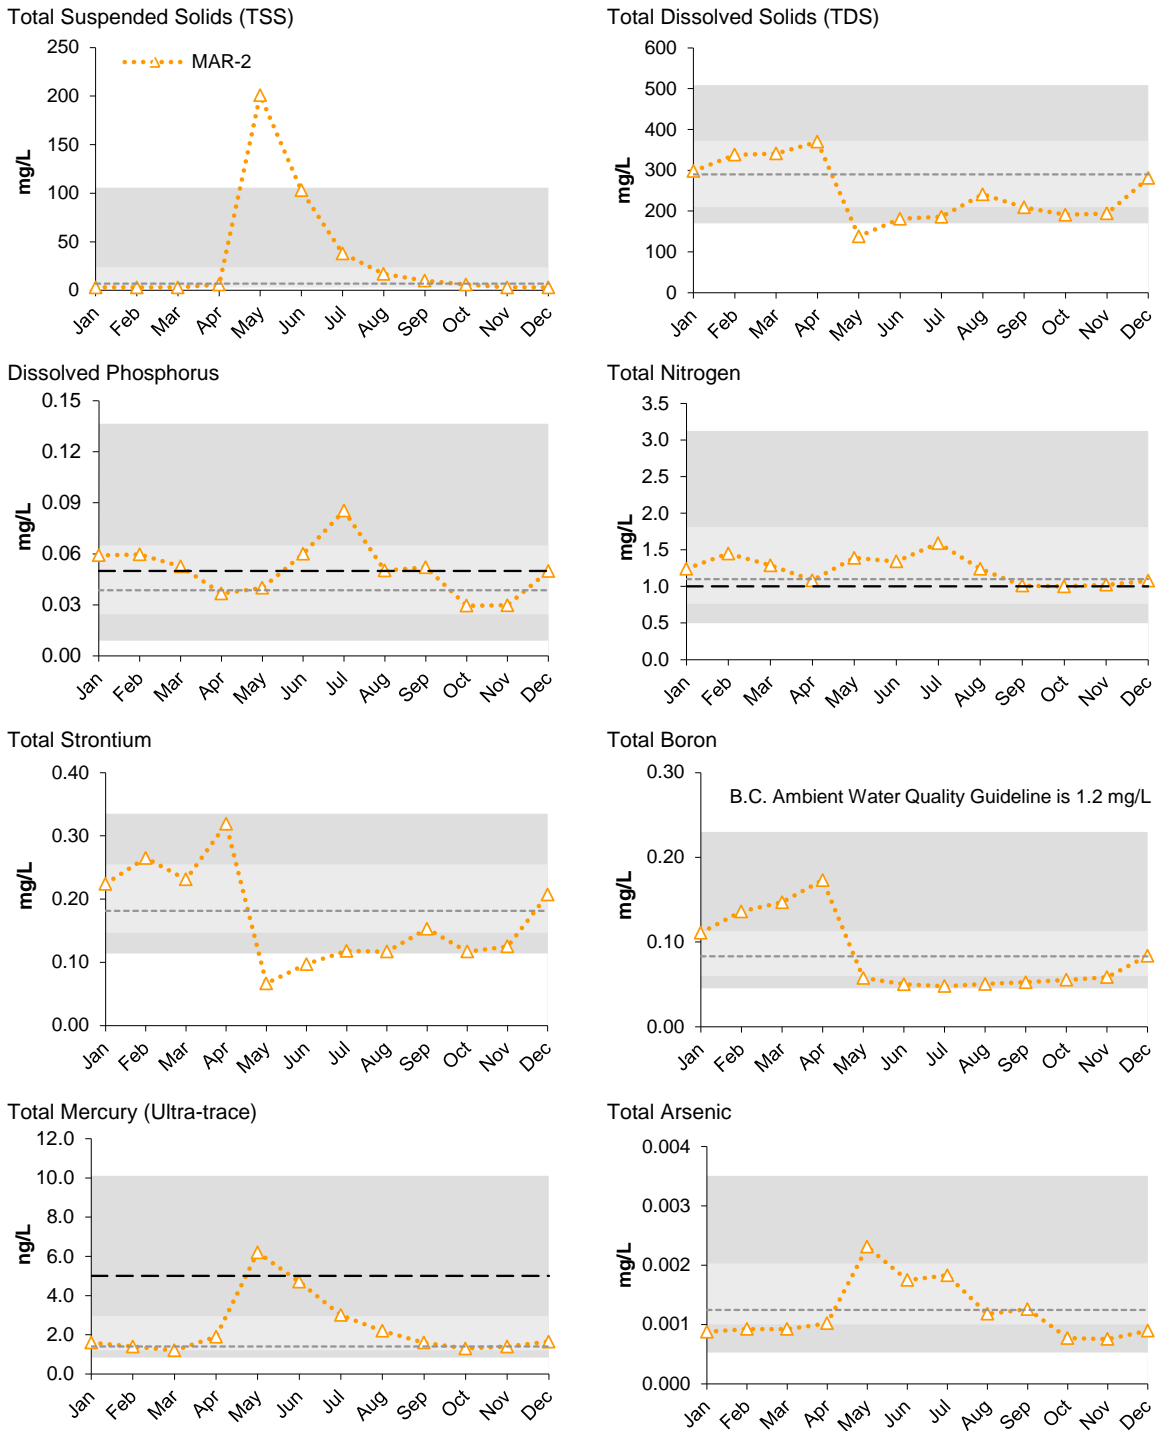 Total Suspended Solids (TSS)
250
200
150
100
50
0
mg/L
MAR-2
Jan Feb Mar Apr May Jun Jul Aug Sep Oct Nov Dec
Total Dissolved Solids (TDS)
600
500
400
300
200
100
0
mg/L
Jan Feb Mar Apr May Jun Jul Aug Sep Oct Nov Dec
Dissolved Phosphorus
0.15
0.12
0.09
0.06
0.03
0.00
mg/L
Jan Feb Mar Apr May Jun Jul Aug Sep Oct Nov Dec
Total Nitrogen
3.5
3.0
2.5
2.0
1.5
1.0
0.5
0.0
mg/L
Jan Feb Mar Apr May Jun Jul Aug Sep Oct Nov Dec
Total Strontium
0.40
0.30
0.20
0.10
0.00
mg/L
Jan Feb Mar Apr May Jun Jul Aug Sep Oct Nov Dec
Total Boron
0.30
0.20
0.10
0.00
mg/L
B.C. Ambient Water Quality Guideline is 1.2 mg/L
Jan Feb Mar Apr May Jun Jul Aug Sep Oct Nov Dec
Total Mercury (Ultra-trace)
12.0
10.0
8.0
6.0
4.0
2.0
0.0
ng/L
Jan Feb Mar Apr May Jun Jul Aug Sep Oct Nov Dec
Total Arsenic
0.004
0.003
0.002
0.001
0.000
mg/L
Jan Feb Mar Apr May Jun Jul Aug Sep Oct Nov Dec